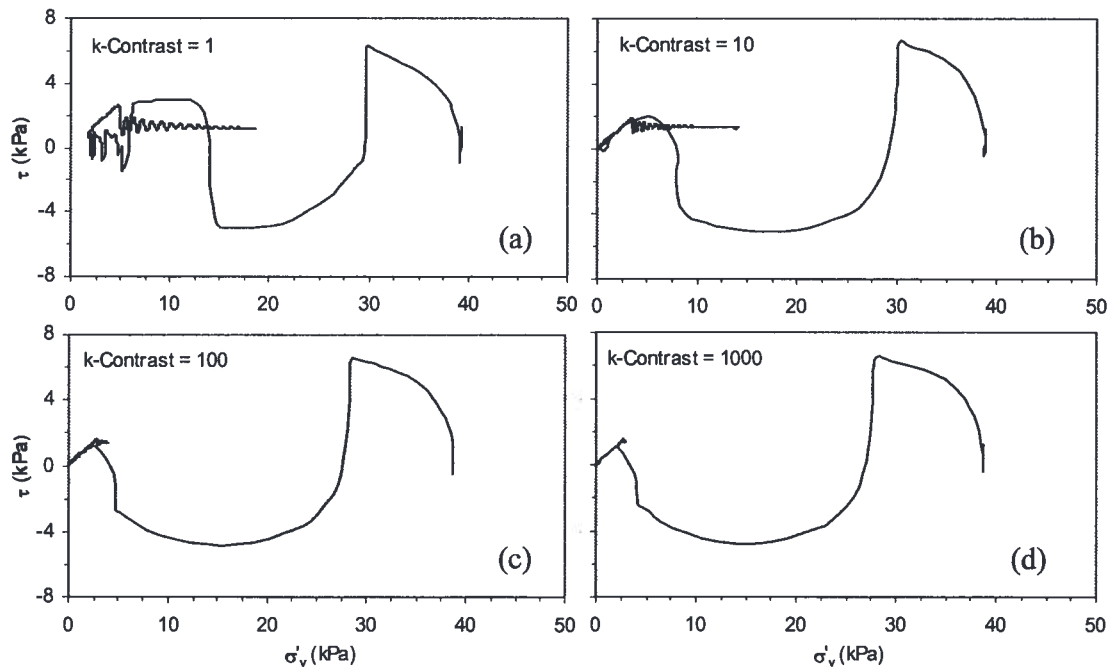 k-Contrast = 1
k-Contrast = 10
8
4
0
-4
-8
τ (kPa)
(a)
(b)
0 10 20 30 40 50
0 10 20 30 40 50
k-Contrast = 100
k-Contrast = 1000
8
4
0
-4
-8
τ (kPa)
(c)
(d)
0 10 20 30 40 50
0 10 20 30 40 50
σ'v (kPa)
σ'v (kPa)